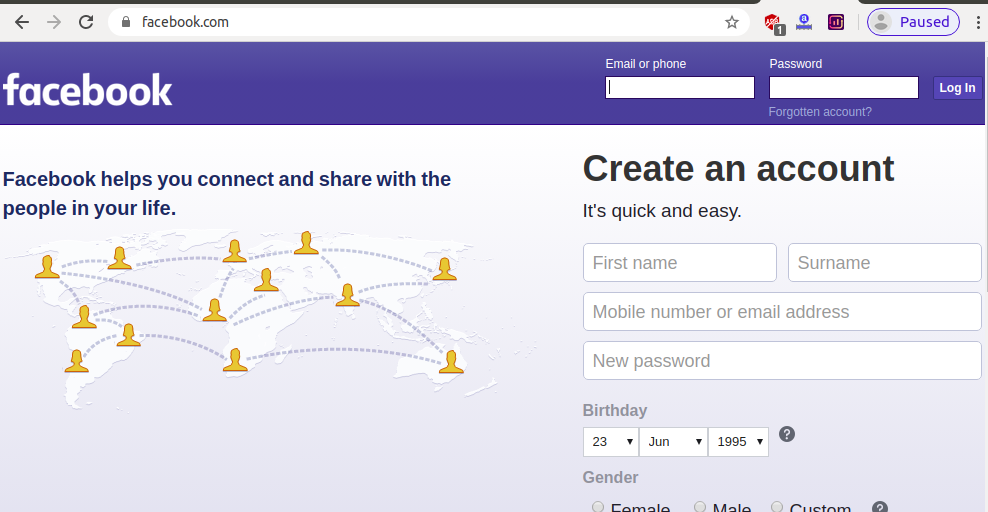 facebook.com
1
Paused
facebook
Email or phone
Password
Log In
Forgotten account?
Facebook helps you connect and share with the
people in your life.
Create an account
It's quick and easy.
First name
Surname
Mobile number or email address
New password
Birthday
23
Jun
1995
?
Gender
Female
Male
Custom
?